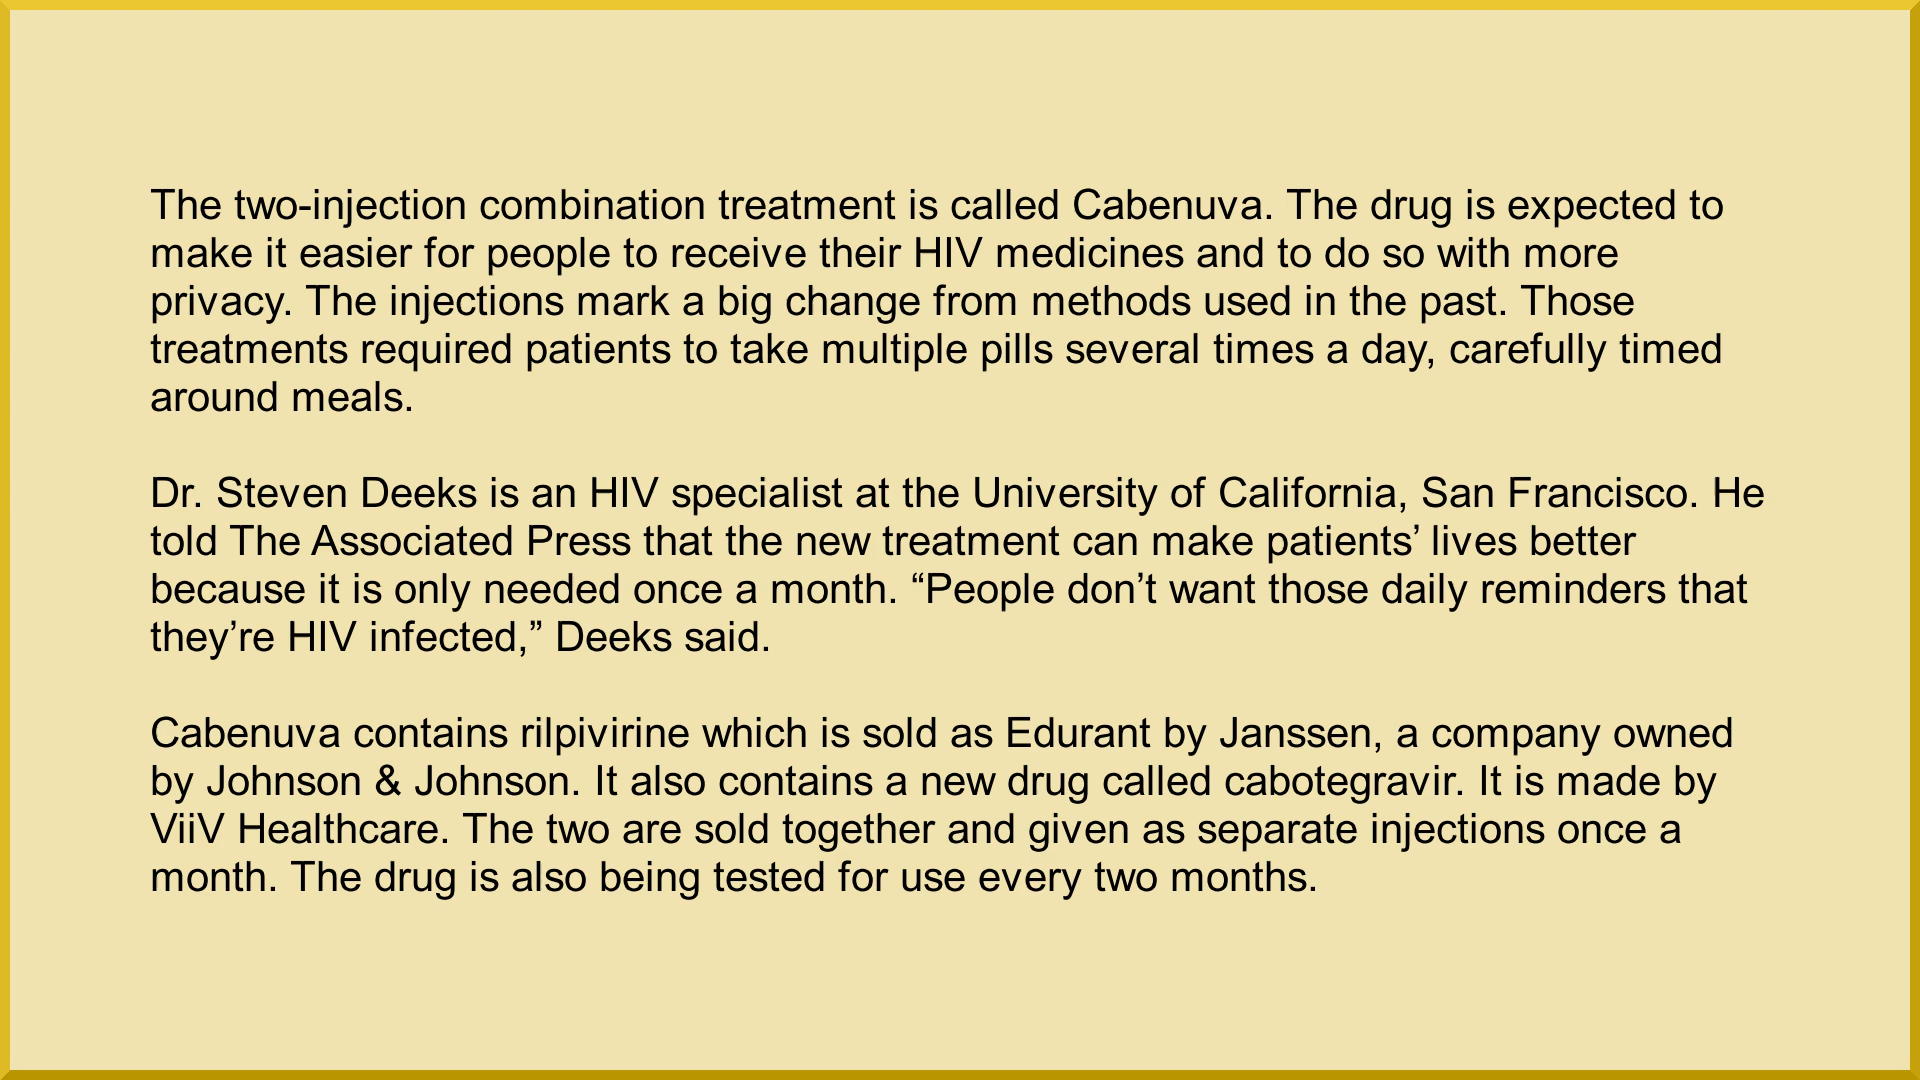 The two-injection combination treatment is called Cabenuva. The drug is expected to
make it easier for people to receive their HIV medicines and to do so with more
privacy. The injections mark a big change from methods used in the past. Those
treatments required patients to take multiple pills several times a day, carefully timed
around meals.
Dr. Steven Deeks is an HIV specialist at the University of California, San Francisco. He
told The Associated Press that the new treatment can make patients’ lives better
because it is only needed once a month. “People don’t want those daily reminders that
they’re HIV infected,” Deeks said.
Cabenuva contains rilpivirine which is sold as Edurant by Janssen, a company owned
by Johnson & Johnson. It also contains a new drug called cabotegravir. It is made by
ViiV Healthcare. The two are sold together and given as separate injections once a
month. The drug is also being tested for use every two months.